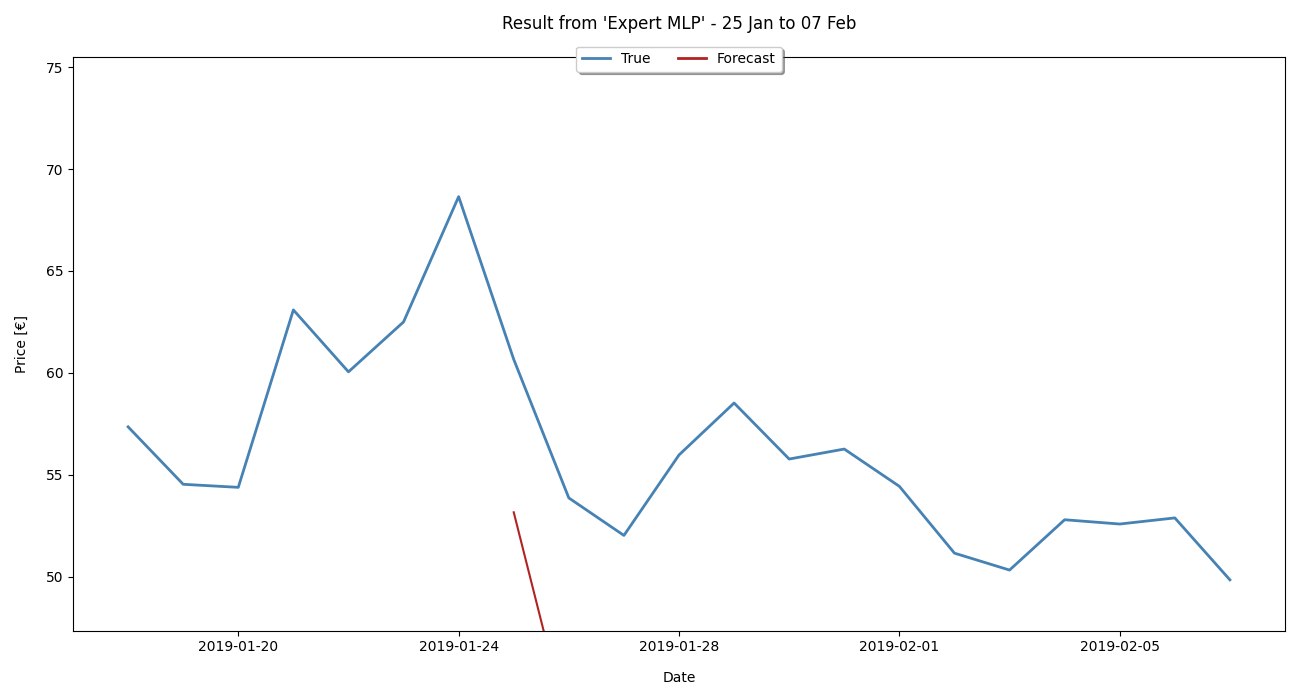 Result from 'Expert MLP' - 25 Jan to 07 Feb
True Forecast
75
70
65
60
55
50
Price [€]
2019-01-20 2019-01-24 2019-01-28 2019-02-01 2019-02-05
Date